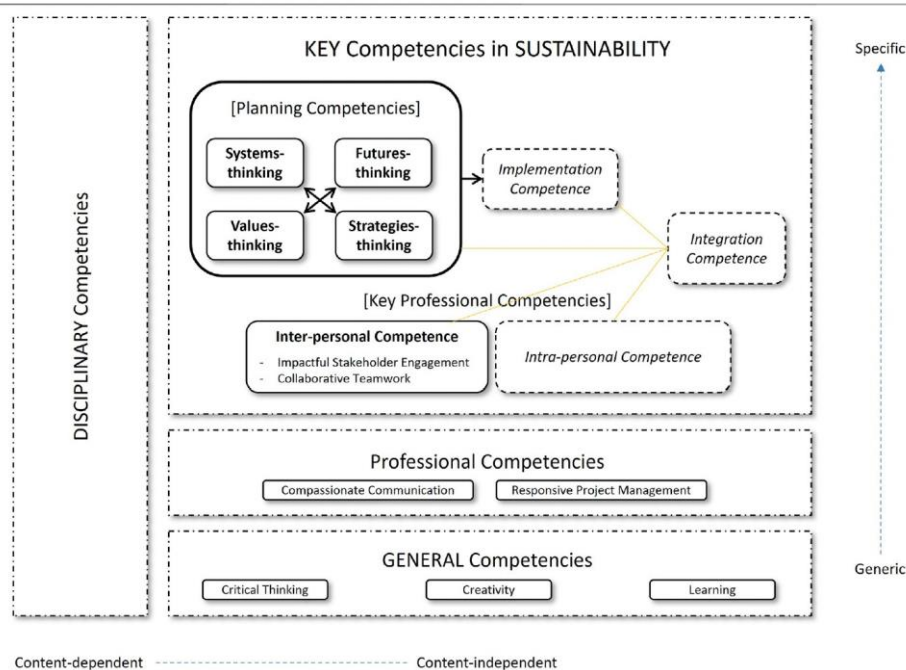 KEY Competencies in SUSTAINABILITY
Specific
[Planning Competencies]
Systems-
thinking
Futures-
thinking
Values-
thinking
Strategies-
thinking
Implementation
Competence
Integration
Competence
[Key Professional Competencies]
Inter-personal Competence
- Impactful Stakeholder Engagement
- Collaborative Teamwork
Intra-personal Competence
DISCIPLINARY Competencies
Professional Competencies
Compassionate Communication
Responsive Project Management
GENERAL Competencies
Critical Thinking
Creativity
Learning
Generic
Content-dependent
Content-independent